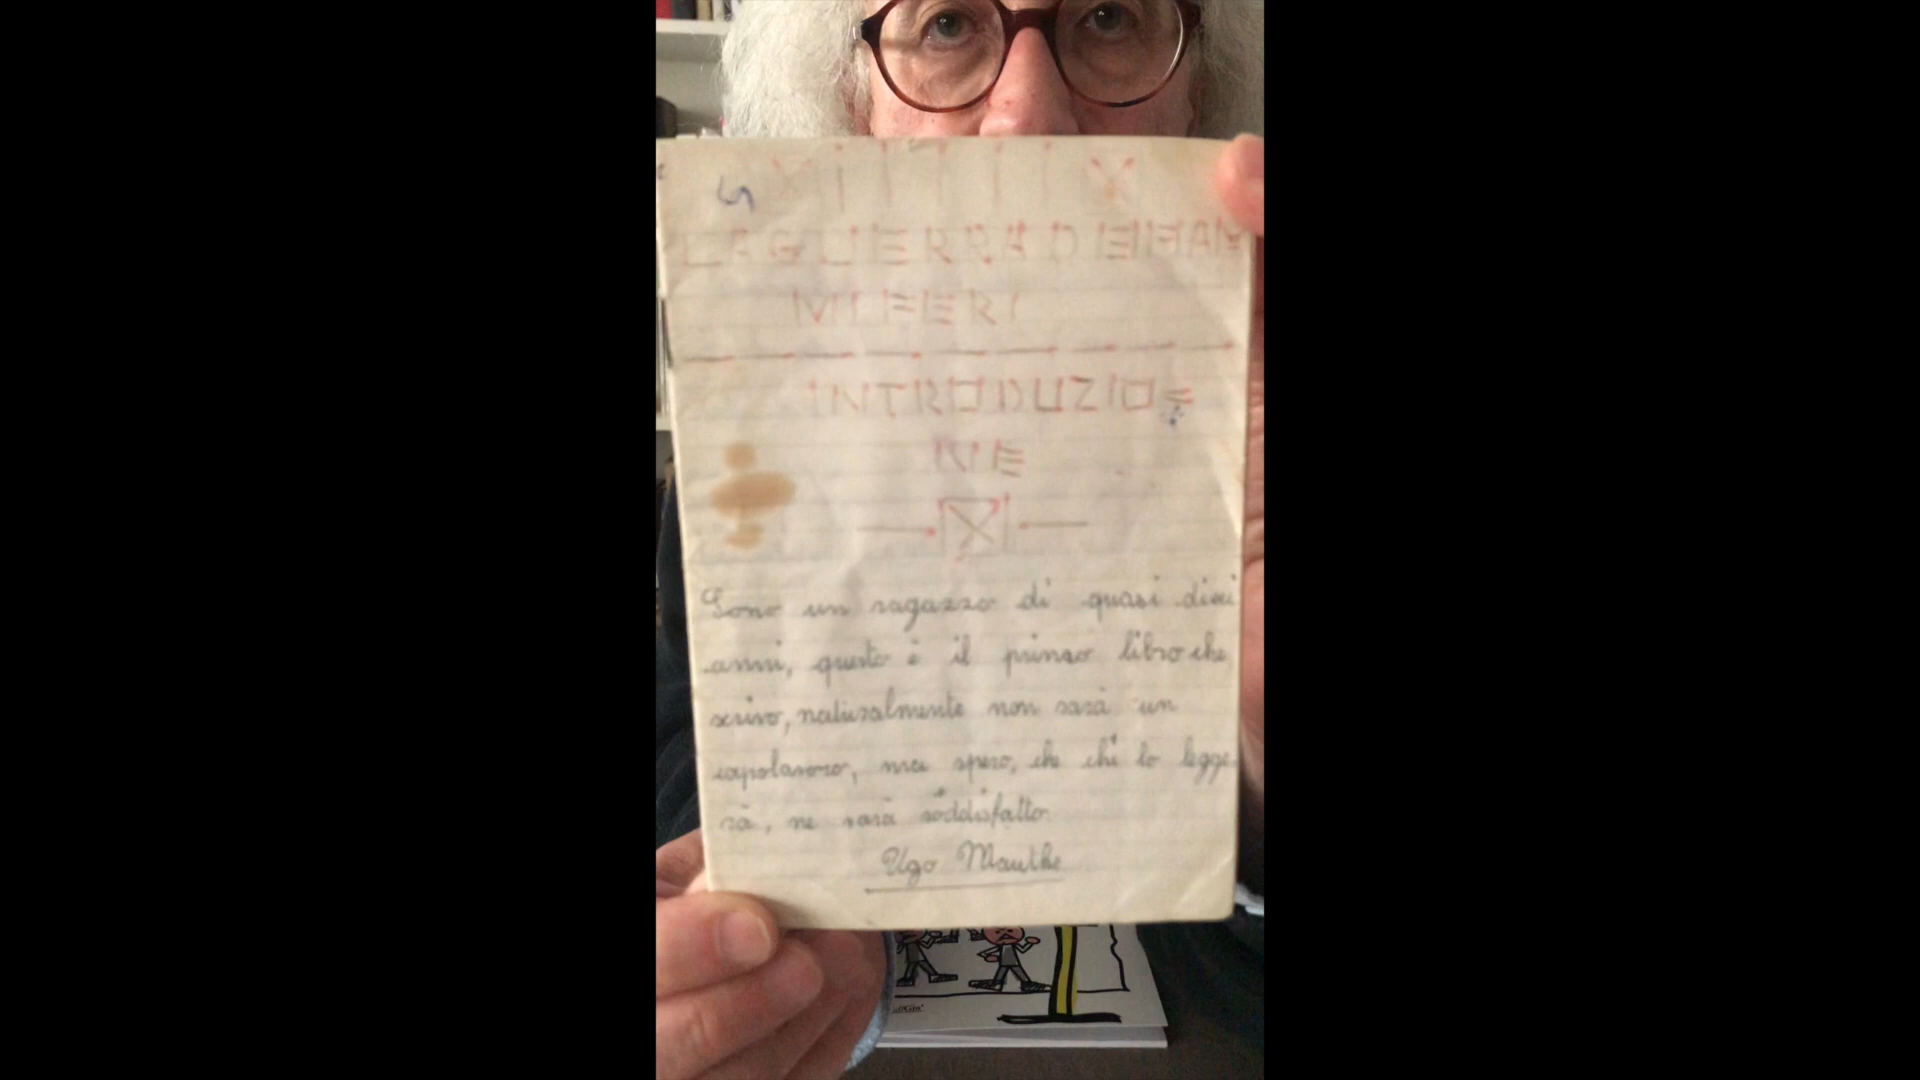 LA GUERRA DEI MAM
MIFERI
INTRODUZIO=
NE
Sono un ragazzo di quasi dieci
anni, questo è il primo libro che
scrivo, naturalmente non sarà un
capolavoro, ma spero, che chi lo legge
rà, ne sarà soddisfatto.
Ugo Mauthe